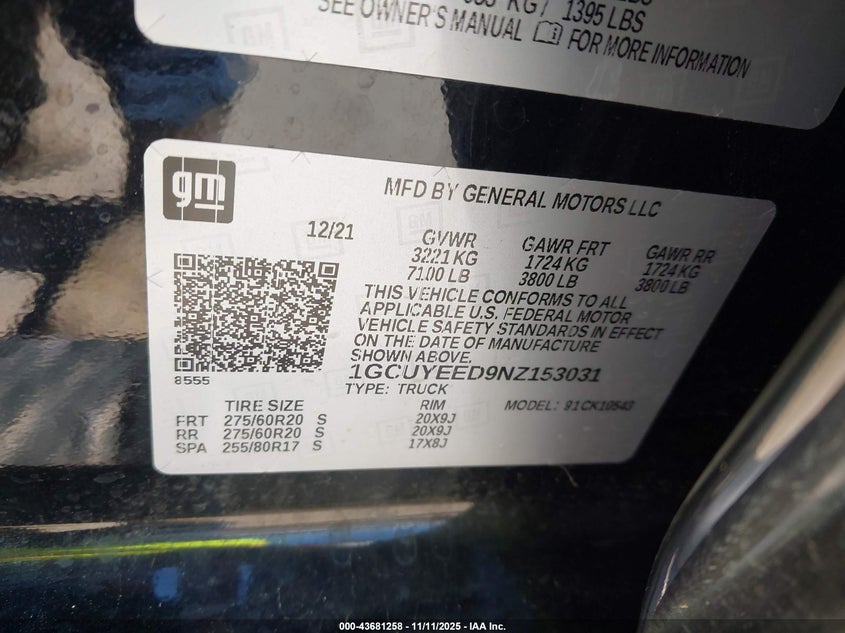 KG / 1395 LBS
SEE OWNER'S MANUAL FOR MORE INFORMATION
gm
MFD BY GENERAL MOTORS LLC
12/21
GVWR
3221 KG
7100 LB
GAWR FRT
1724 KG
3800 LB
GAWR RR
1724 KG
3800 LB
THIS VEHICLE CONFORMS TO ALL
APPLICABLE U.S. FEDERAL MOTOR
VEHICLE SAFETY STANDARDS IN EFFECT
ON THE DATE OF MANUFACTURE
SHOWN ABOVE.
8555
1GCUYEED9NZ153031
TYPE: TRUCK
MODEL: 91CK10543
TIRE SIZE RIM
FRT 275/60R20 S 20X9J
RR 275/60R20 S 20X9J
SPA 255/80R17 S 17X8J
000-43681258 - 11/11/2025 - IAA Inc.